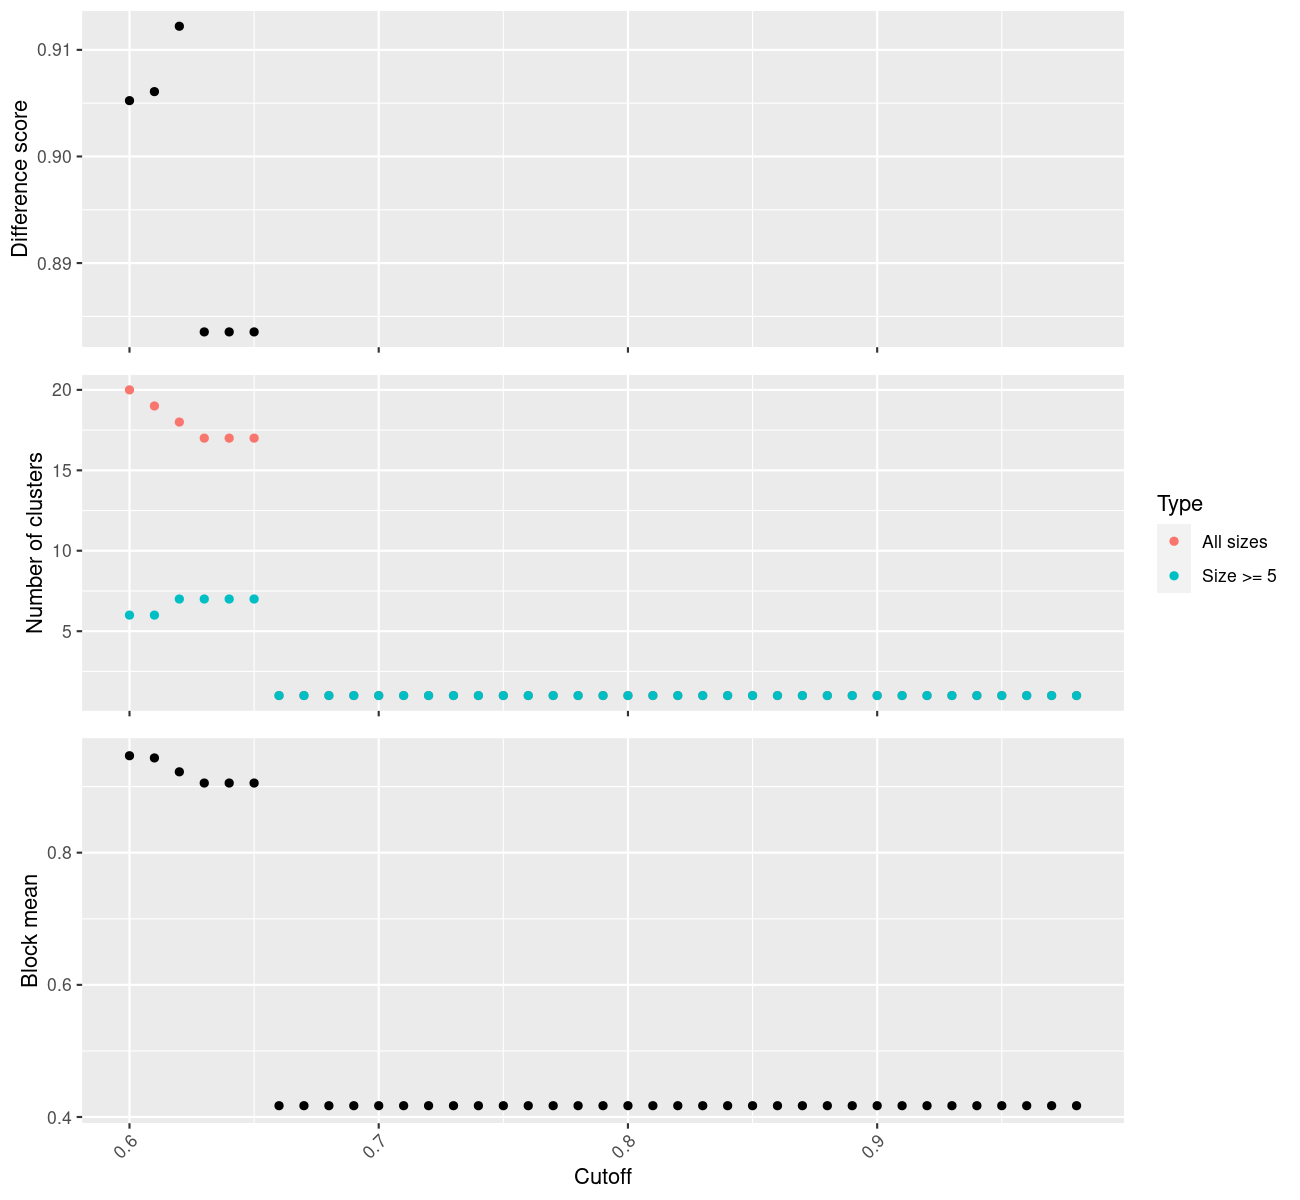 Difference score
0.91
0.90
0.89
Number of clusters
20
15
10
5
Type
All sizes
Size >= 5
Block mean
0.8
0.6
0.4
0.6
0.7
0.8
0.9
Cutoff